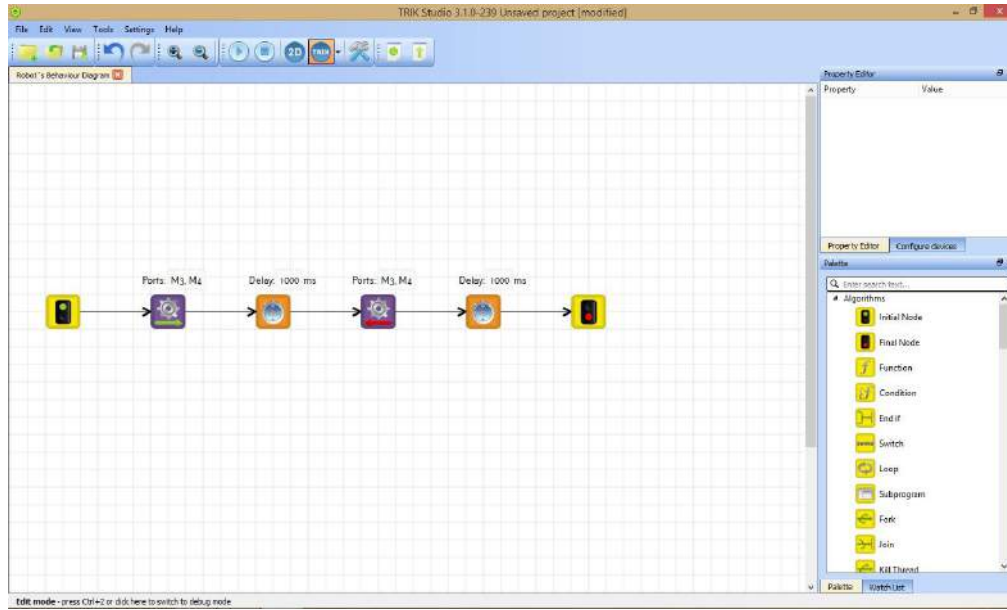 TRIK Studio 3.1.0-239 Unsaved project [modified]
File Edit View Tools Settings Help
2D TRIK
Robot's Behaviour Diagram
Property Editor
Property Value
Property Editor Configure devices
Palette
Enter search text...
Algorithms
Initial Node
Final Node
Function
Condition
End if
Switch
Loop
Subprogram
Fork
Join
Kill Thread
Palette Watch List
Ports: M3, M4
Delay: 1000 ms
Ports: M3, M4
Delay: 1000 ms
Edit mode - press Ctrl+2 or click here to switch to debug mode